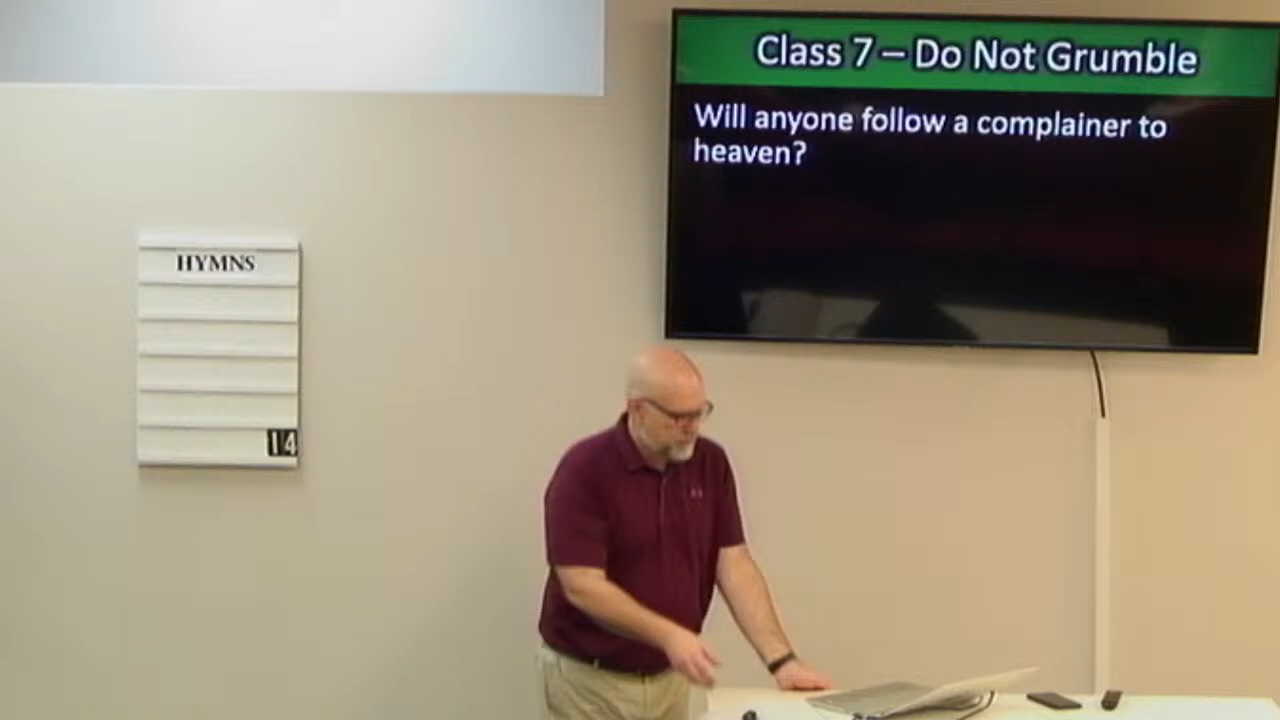 Class 7 – Do Not Grumble
Will anyone follow a complainer to
heaven?
HYMNS
14